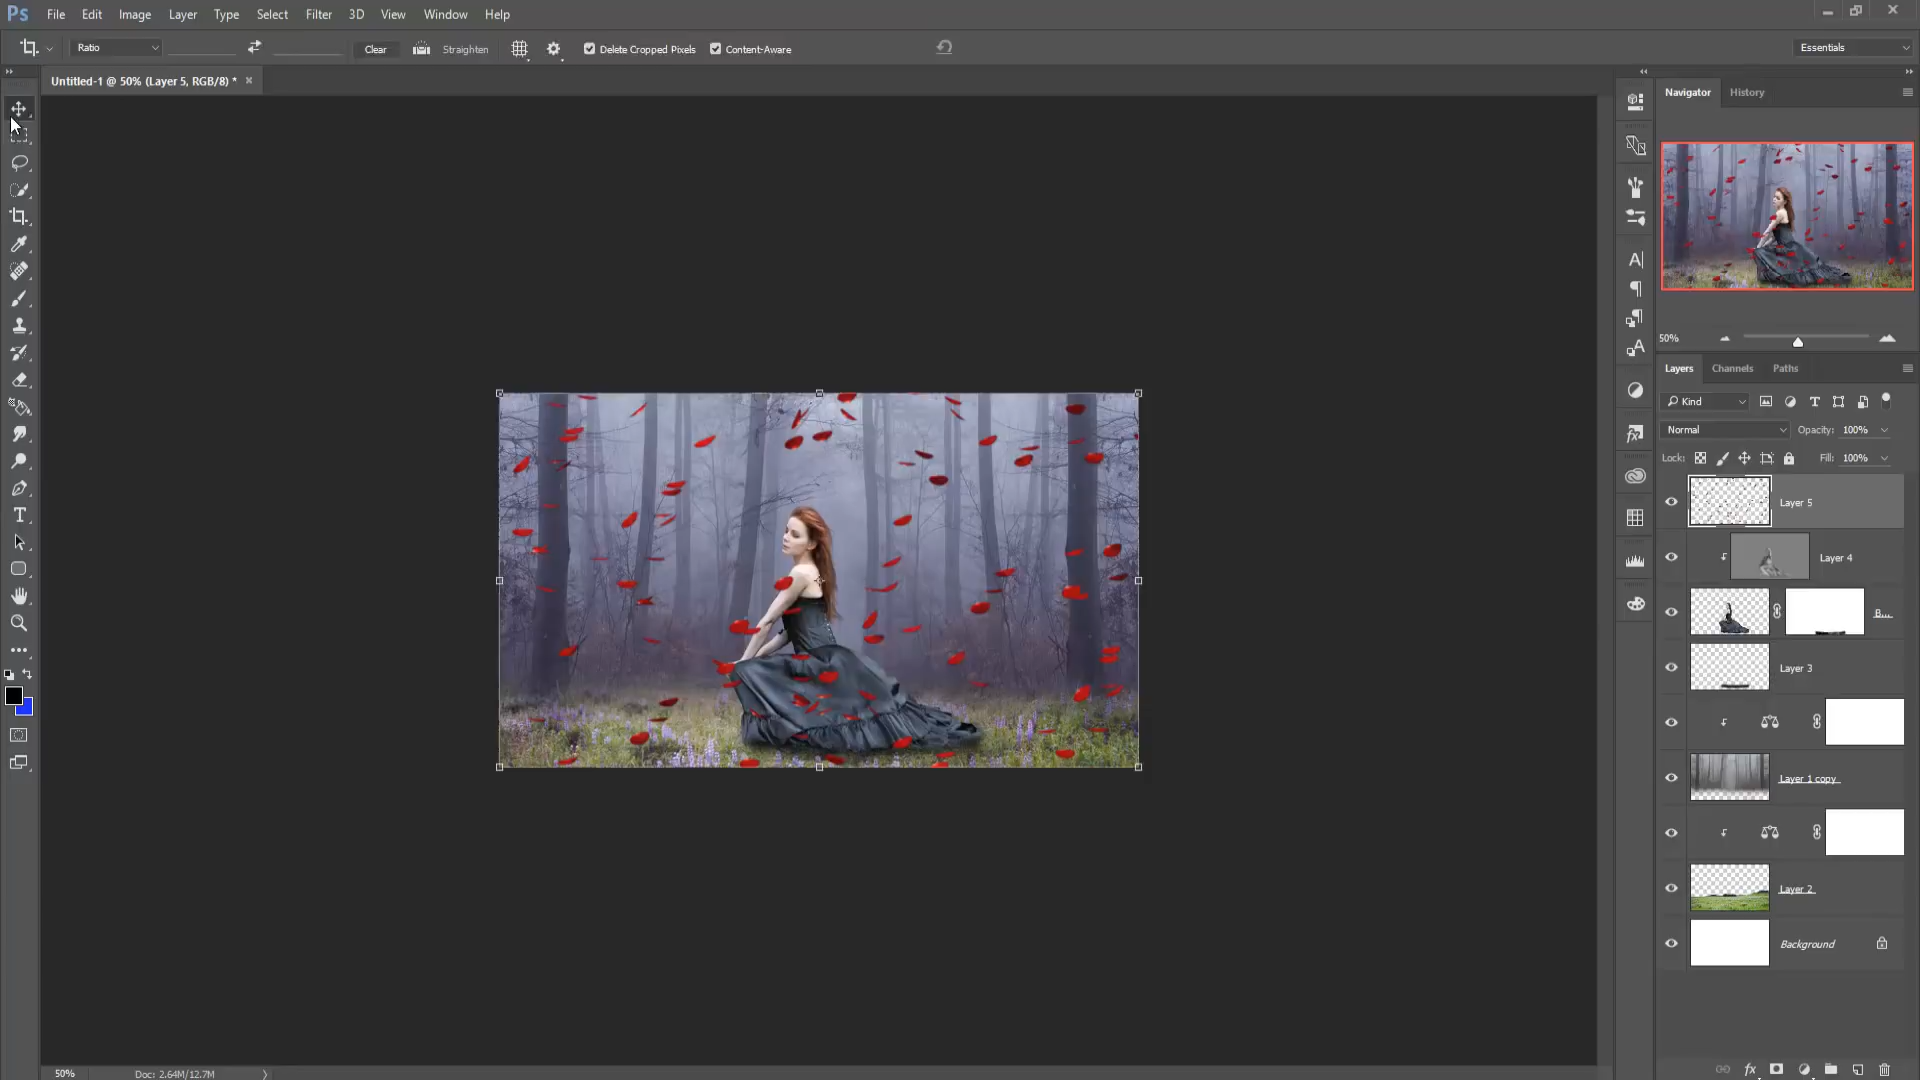 Ps File Edit Image Layer Type Select Filter 3D View Window Help
Ratio Clear Straighten Delete Cropped Pixels Content-Aware Essentials
Untitled-1 @ 50% (Layer 5, RGB/8) *
Navigator History
50%
Layers Channels Paths
Kind
Normal Opacity: 100%
Lock: Fill: 100%
Layer 5
Layer 4
B...
Layer 3
Layer 1 copy
Layer 2
Background
50% Doc: 2.64M/12.7M